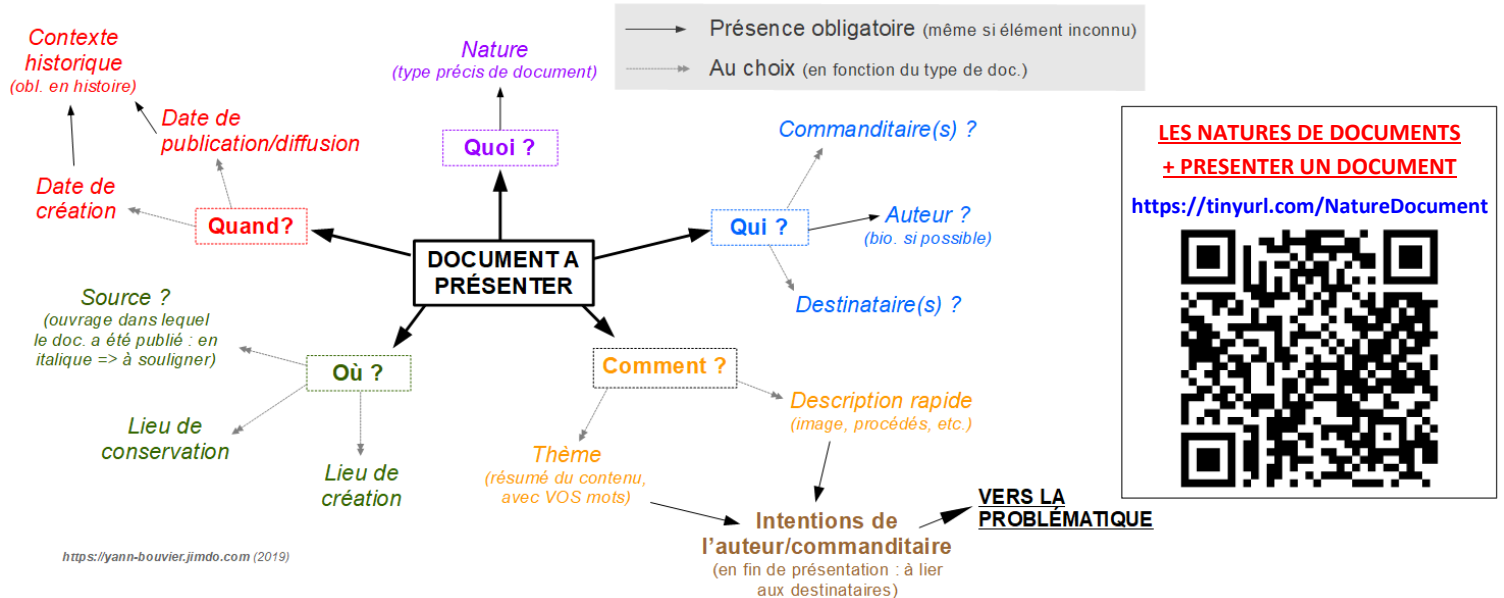 Présence obligatoire (même si élément inconnu)
Au choix (en fonction du type de doc.)
Contexte
historique
(obl. en histoire)
Date de
publication/diffusion
Date de
création
Quand?
Nature
(type précis de document)
Quoi ?
Commanditaire(s) ?
Auteur ?
(bio. si possible)
Qui ?
Destinataire(s) ?
DOCUMENT A
PRÉSENTER
Source ?
(ouvrage dans lequel
le doc. a été publié : en
italique => à souligner)
Où ?
Lieu de
conservation
Lieu de
création
Comment ?
Description rapide
(image, procédés, etc.)
Thème
(résumé du contenu,
avec VOS mots)
Intentions de
l’auteur/commanditaire
(en fin de présentation : à lier
aux destinataires)
VERS LA
PROBLÉMATIQUE
LES NATURES DE DOCUMENTS
+ PRESENTER UN DOCUMENT
https://tinyurl.com/NatureDocument
https://yann-bouvier.jimdo.com (2019)